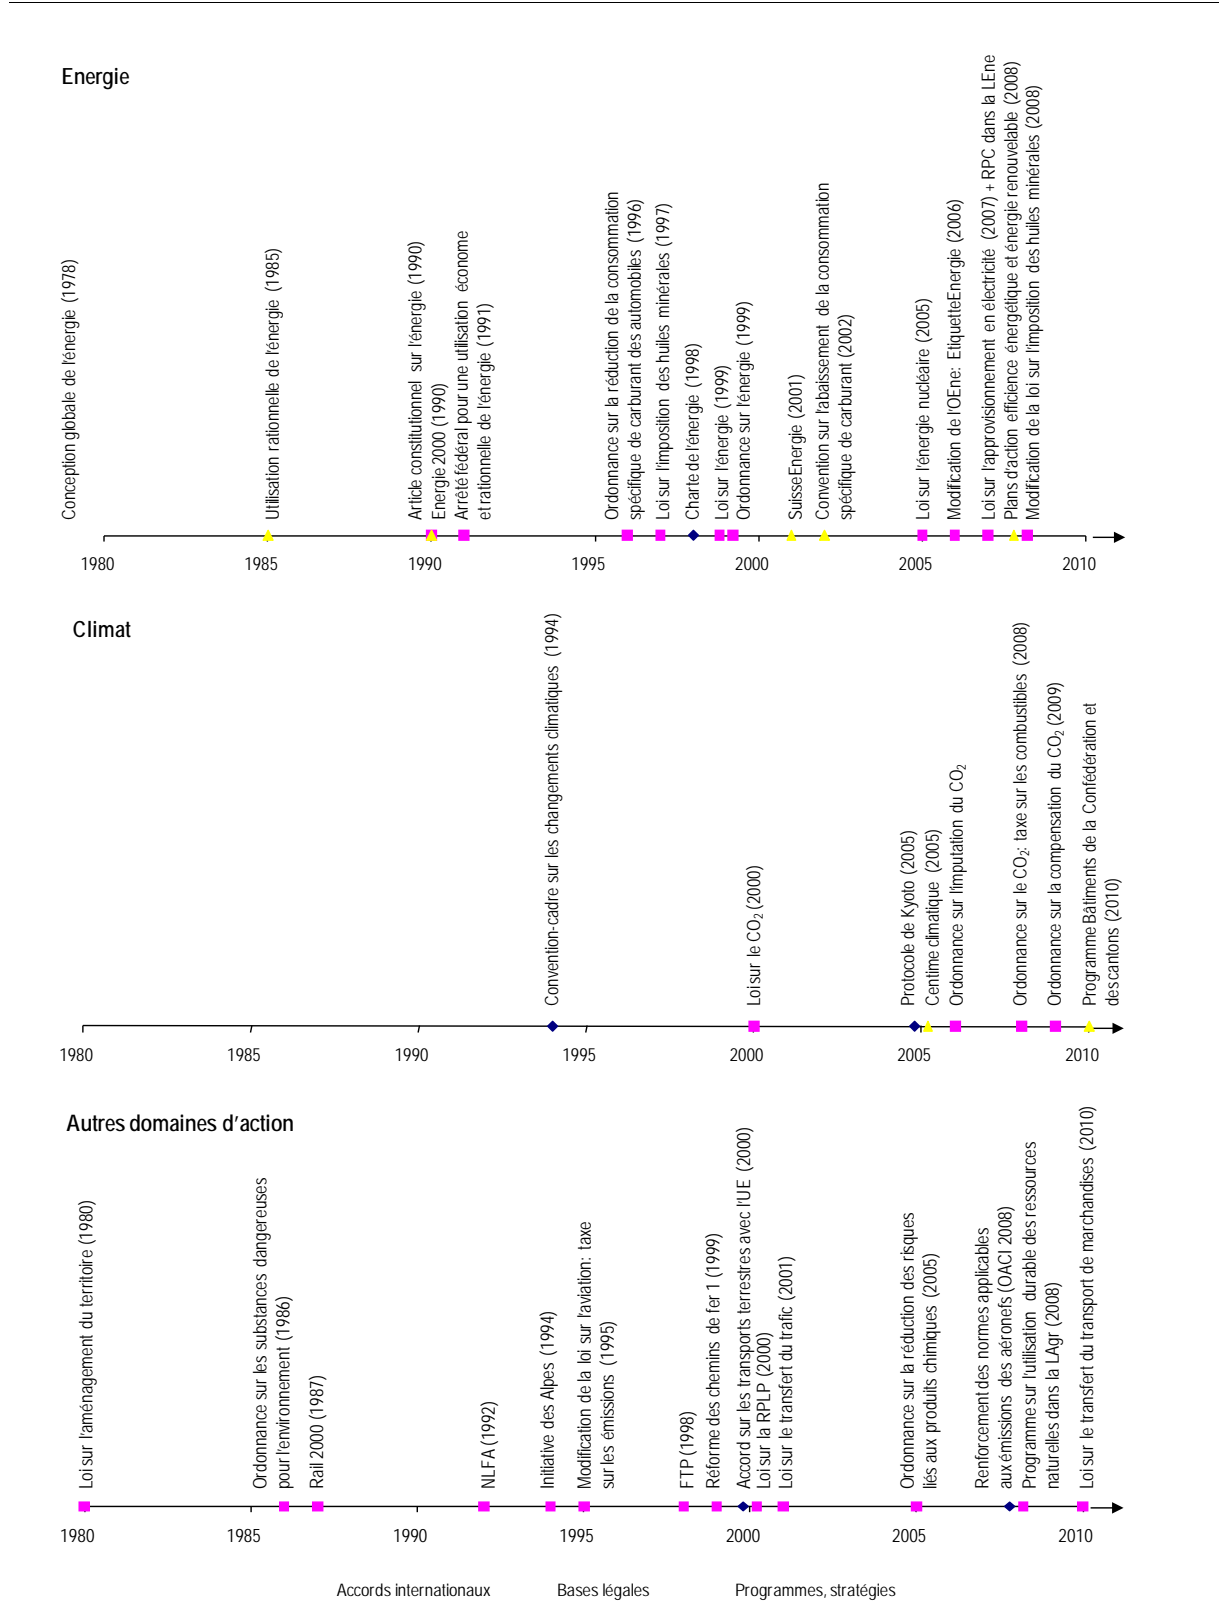 Energie
Conception globale de l'énergie (1978)
Utilisation rationnelle de l'énergie (1985)
Article constitutionnel sur l'énergie (1990)
Energie 2000 (1990)
Arrêté fédéral pour une utilisation économe
et rationnelle de l'énergie (1991)
Ordonnance sur la réduction de la consommation
spécifique de carburant des automobiles (1996)
Loi sur l'imposition des huiles minérales (1997)
Charte de l'énergie (1998)
Loi sur l'énergie (1999)
Ordonnance sur l'énergie (1999)
SuisseEnergie (2001)
Convention sur l'abaissement de la consommation
spécifique de carburant (2002)
Loi sur l'énergie nucléaire (2005)
Modification de l'OEne: EtiquetteEnergie (2006)
Loi sur l'approvisionnement en électricité (2007) + RPC dans la LEne
Plans d'action efficience énergétique et énergie renouvelable (2008)
Modification de la loi sur l'imposition des huiles minérales (2008)
1980 1985 1990 1995 2000 2005 2010
Climat
Convention-cadre sur les changements climatiques (1994)
Loi sur le CO2 (2000)
Protocole de Kyoto (2005)
Centime climatique (2005)
Ordonnance sur l'imputation du CO2
Ordonnance sur le CO2: taxe sur les combustibles (2008)
Ordonnance sur la compensation du CO2 (2009)
Programme Bâtiments de la Confédération et
des cantons (2010)
1980 1985 1990 1995 2000 2005 2010
Autres domaines d'action
Loi sur l'aménagement du territoire (1980)
Ordonnance sur les substances dangereuses
pour l'environnement (1986)
Rail 2000 (1987)
NLFA (1992)
Initiative des Alpes (1994)
Modification de la loi sur l'aviation: taxe
sur les émissions (1995)
FTP (1998)
Réforme des chemins de fer 1 (1999)
Accord sur les transports terrestres avec l'UE (2000)
Loi sur la RPLP (2000)
Loi sur le transfert du trafic (2001)
Ordonnance sur la réduction des risques
liés aux produits chimiques (2005)
Renforcement des normes applicables
aux émissions des aéronefs (OACI 2008)
Programme sur l'utilisation durable des ressources
naturelles dans la LAgr (2008)
Loi sur le transfert du transport de marchandises (2010)
1980 1985 1990 1995 2000 2005 2010
Accords internationaux Bases légales Programmes, stratégies